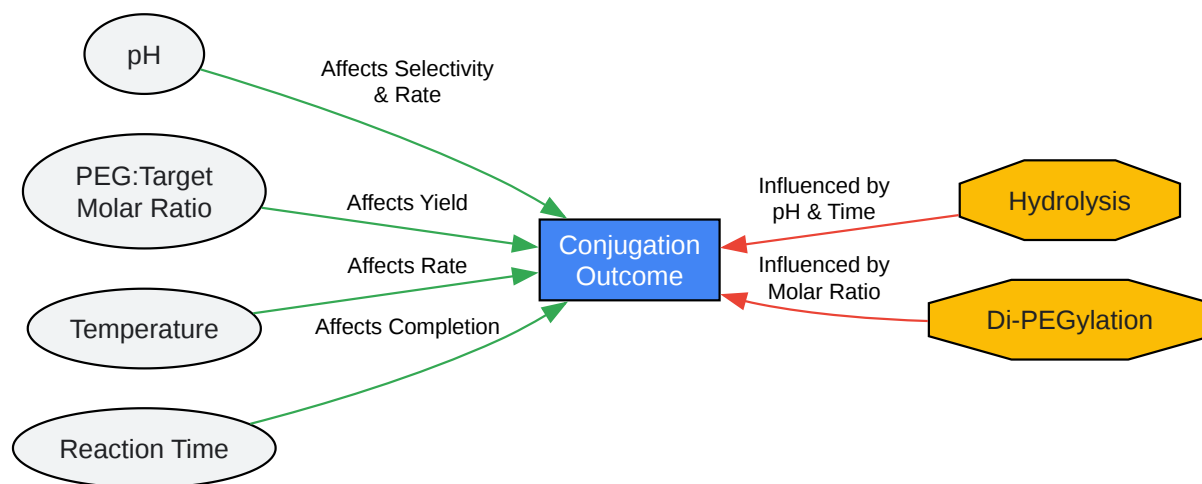 pH
Affects Selectivity
& Rate
PEG:Target
Molar Ratio
Affects Yield
Temperature
Affects Rate
Reaction Time
Affects Completion
Conjugation
Outcome
Influenced by
pH & Time
Hydrolysis
Influenced by
Molar Ratio
Di-PEGylation